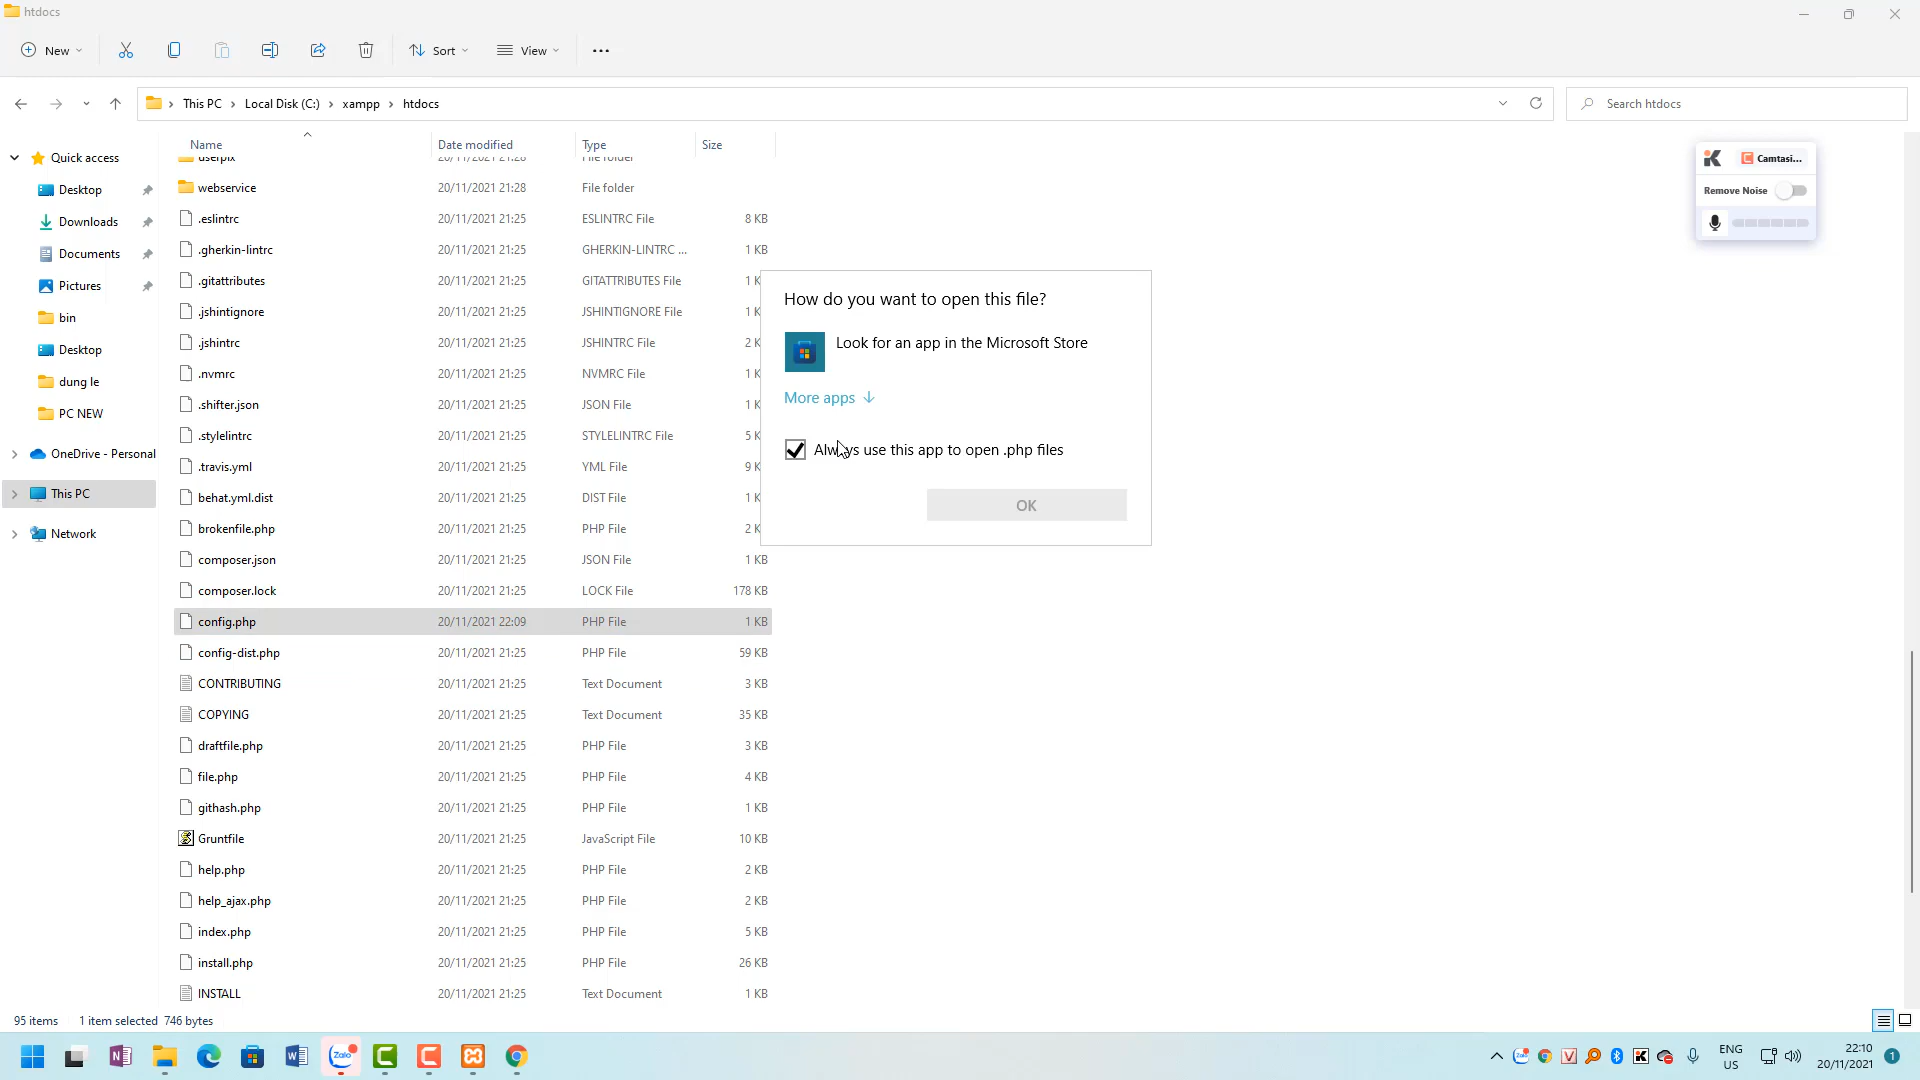 htdocs
New
Sort
View
This PC
Local Disk (C:)
xampp
htdocs
Search htdocs
Name
Date modified
Type
Size
Quick access
Desktop
Downloads
Documents
Pictures
bin
Desktop
dung le
PC NEW
OneDrive - Personal
This PC
Network
userpix 20/11/2021 21:28 File folder
webservice 20/11/2021 21:28 File folder
.eslintrc 20/11/2021 21:25 ESLINTRC File 8 KB
.gherkin-lintrc 20/11/2021 21:25 GHERKIN-LINTRC ... 1 KB
.gitattributes 20/11/2021 21:25 GITATTRIBUTES File 1
.jshintignore 20/11/2021 21:25 JSHINTIGNORE File 1
.jshintrc 20/11/2021 21:25 JSHINTRC File 2
.nvmrc 20/11/2021 21:25 NVMRC File 1
.shifter.json 20/11/2021 21:25 JSON File 1
.stylelintrc 20/11/2021 21:25 STYLELINTRC File 5
.travis.yml 20/11/2021 21:25 YML File 9
behat.yml.dist 20/11/2021 21:25 DIST File 1
brokenfile.php 20/11/2021 21:25 PHP File 2
composer.json 20/11/2021 21:25 JSON File 1 KB
composer.lock 20/11/2021 21:25 LOCK File 178 KB
config.php 20/11/2021 22:09 PHP File 1 KB
config-dist.php 20/11/2021 21:25 PHP File 59 KB
CONTRIBUTING 20/11/2021 21:25 Text Document 3 KB
COPYING 20/11/2021 21:25 Text Document 35 KB
draftfile.php 20/11/2021 21:25 PHP File 3 KB
file.php 20/11/2021 21:25 PHP File 4 KB
githash.php 20/11/2021 21:25 PHP File 1 KB
Gruntfile 20/11/2021 21:25 JavaScript File 10 KB
help.php 20/11/2021 21:25 PHP File 2 KB
help_ajax.php 20/11/2021 21:25 PHP File 2 KB
index.php 20/11/2021 21:25 PHP File 5 KB
install.php 20/11/2021 21:25 PHP File 26 KB
INSTALL 20/11/2021 21:25 Text Document 1 KB
How do you want to open this file?
Look for an app in the Microsoft Store
More apps
Always use this app to open .php files
OK
Camtasi...
Remove Noise
95 items 1 item selected 746 bytes
Zalo
ENG
US
22:10
20/11/2021
1